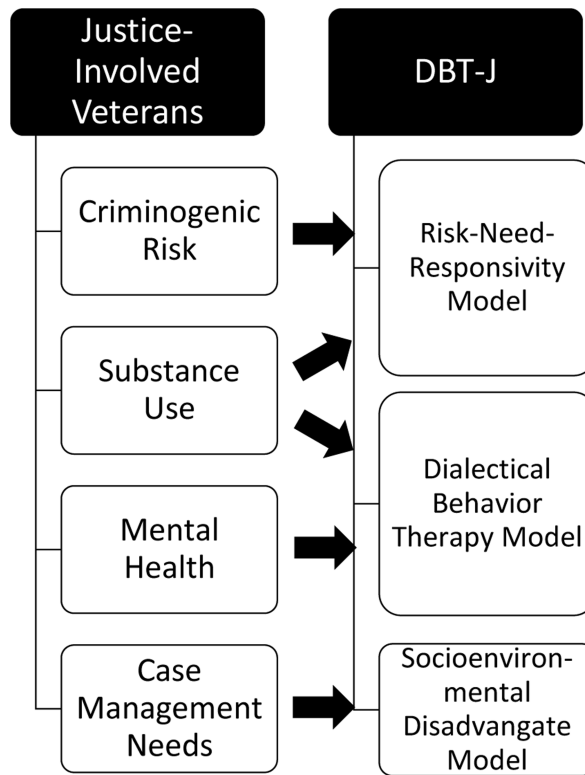 Justice-
Involved
Veterans
Criminogenic
Risk
Substance
Use
Mental
Health
Case
Management
Needs
DBT-J
Risk-Need-
Responsivity
Model
Dialectical
Behavior
Therapy Model
Socioenviron-
mental
Disadvangate
Model